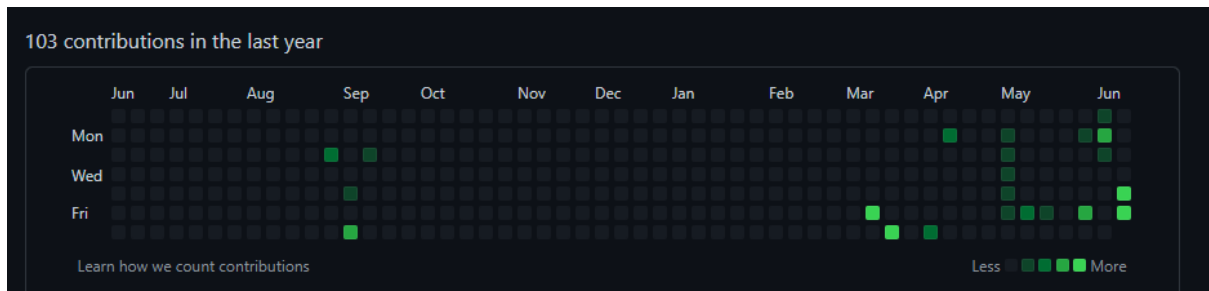 103 contributions in the last year
Jun Jul Aug Sep Oct Nov Dec Jan Feb Mar Apr May Jun
Mon
Wed
Fri
Learn how we count contributions
Less More